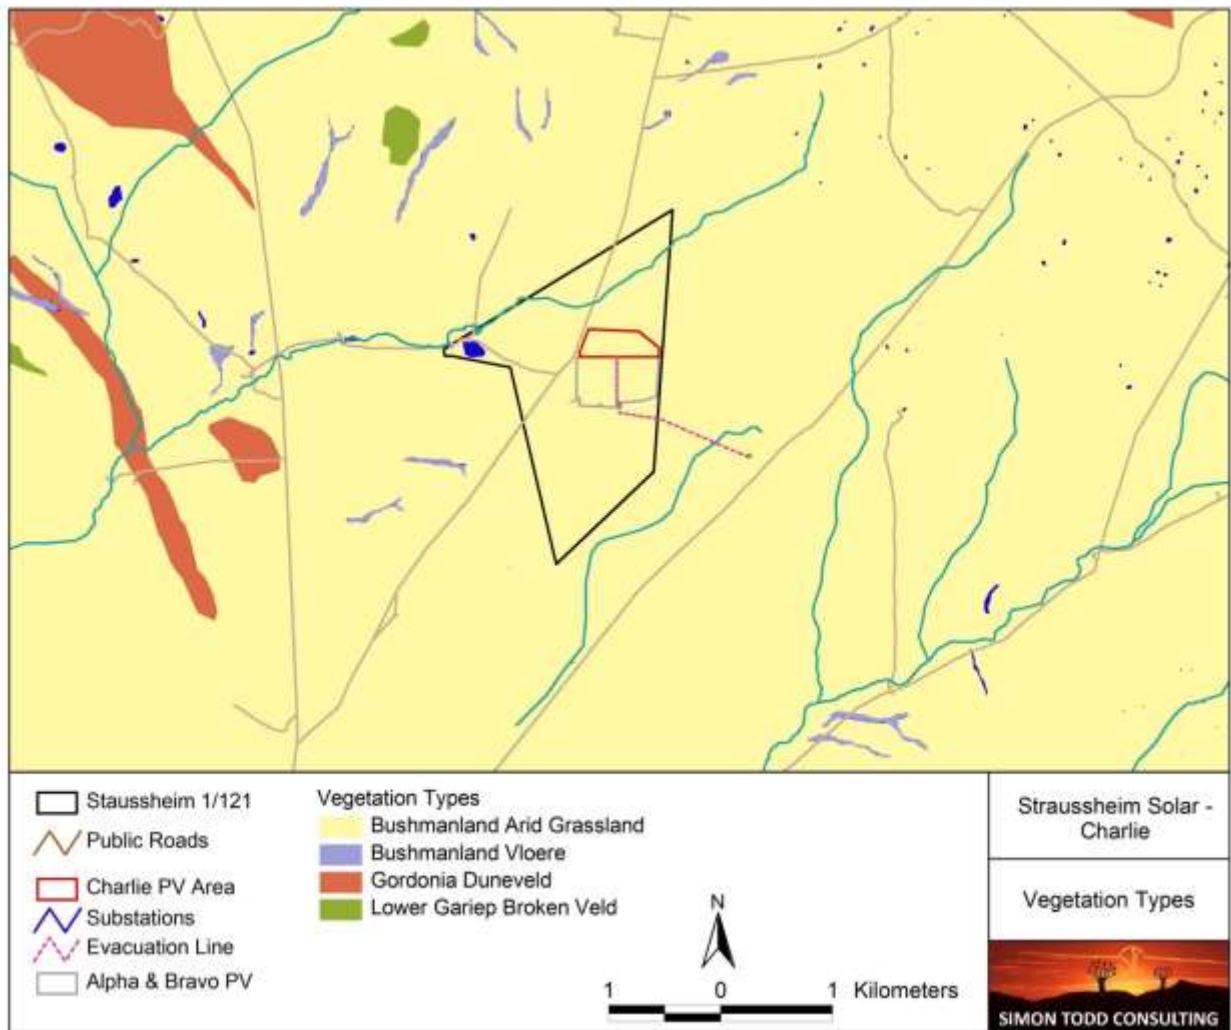 Staussheim 1/121
Public Roads
Charlie PV Area
Substations
Evacuation Line
Alpha & Bravo PV
Vegetation Types
Bushmanland Arid Grassland
Bushmanland Vloere
Gordonia Duneveld
Lower Gariep Broken Veld
N
1 0 1 Kilometers
Straussheim Solar -
Charlie
Vegetation Types
SIMON TODD CONSULTING